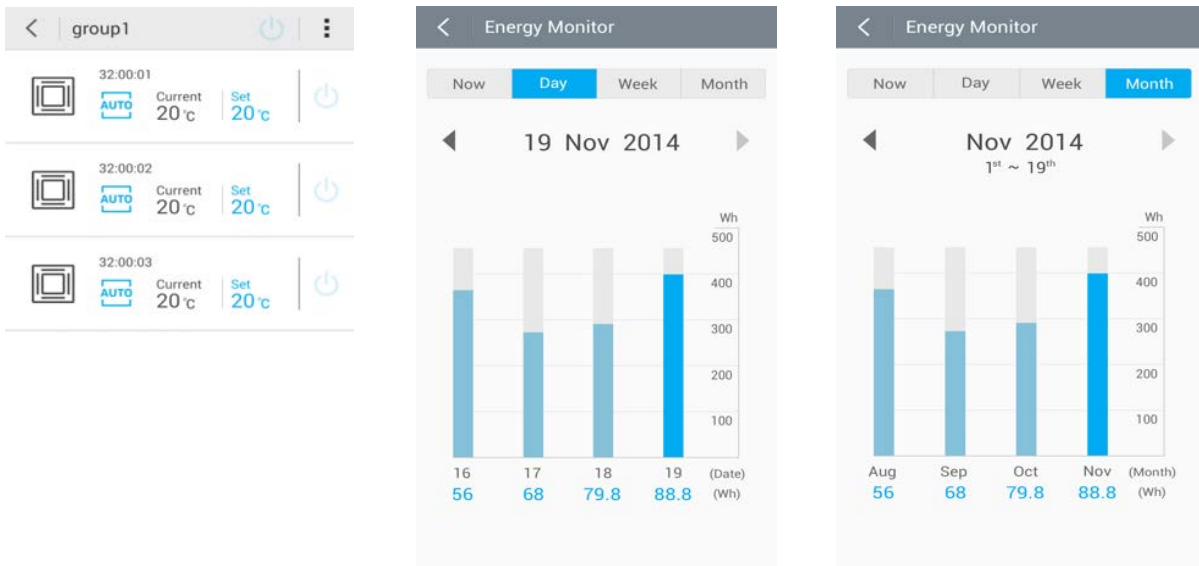 group1
32:00:01
AUTO
Current
20℃
Set
20℃
32:00:02
AUTO
Current
20℃
Set
20℃
32:00:03
AUTO
Current
20℃
Set
20℃
Energy Monitor
Now Day Week Month
19 Nov 2014
Wh
500
400
300
200
100
16 17 18 19 (Date)
56 68 79.8 88.8 (Wh)
Energy Monitor
Now Day Week Month
Nov 2014
1st ~ 19th
Wh
500
400
300
200
100
Aug Sep Oct Nov (Month)
56 68 79.8 88.8 (Wh)